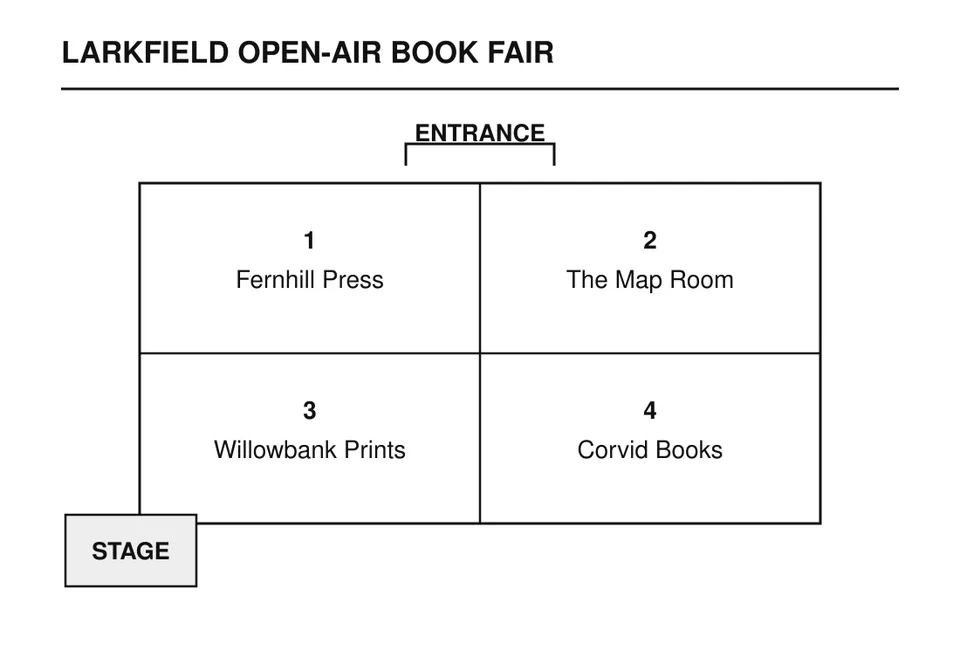 LARKFIELD OPEN-AIR BOOK FAIR
ENTRANCE
1
Fernhill Press
2
The Map Room
3
Willowbank Prints
4
Corvid Books
STAGE